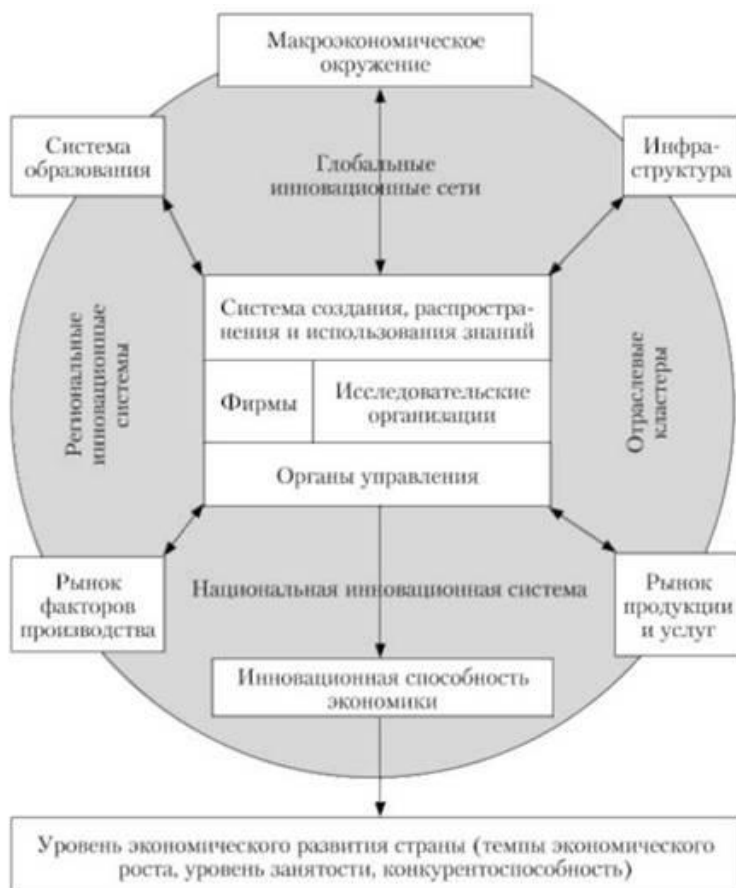 Макроэкономическое
окружение
Система
образования
Глобальные
инновационные сети
Инфра-
структура
Система создания, распростра-
нения и использования знаний
Региональные
инновационные
системы
Фирмы
Исследовательские
организации
Отраслевые
кластеры
Органы управления
Рынок
факторов
производства
Национальная инновационная система
Рынок
продукции
и услуг
Инновационная способность
экономики
Уровень экономического развития страны (темпы экономического
роста, уровень занятости, конкурентоспособность)